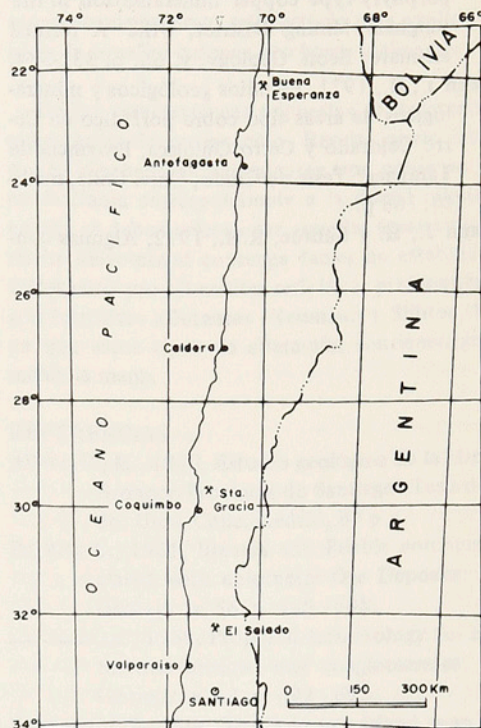 74°
72°
70°
68°
66°
22°
Buena
Esperanza
BOLIVIA
Antofagasta
24°
OCEANO PACIFICO
26°
Caldera
ARGENTINA
28°
Sta.
Gracia
30°
Coquimbo
32°
El Salado
Valparaiso
SANTIAGO
0 150 300 Km
34°